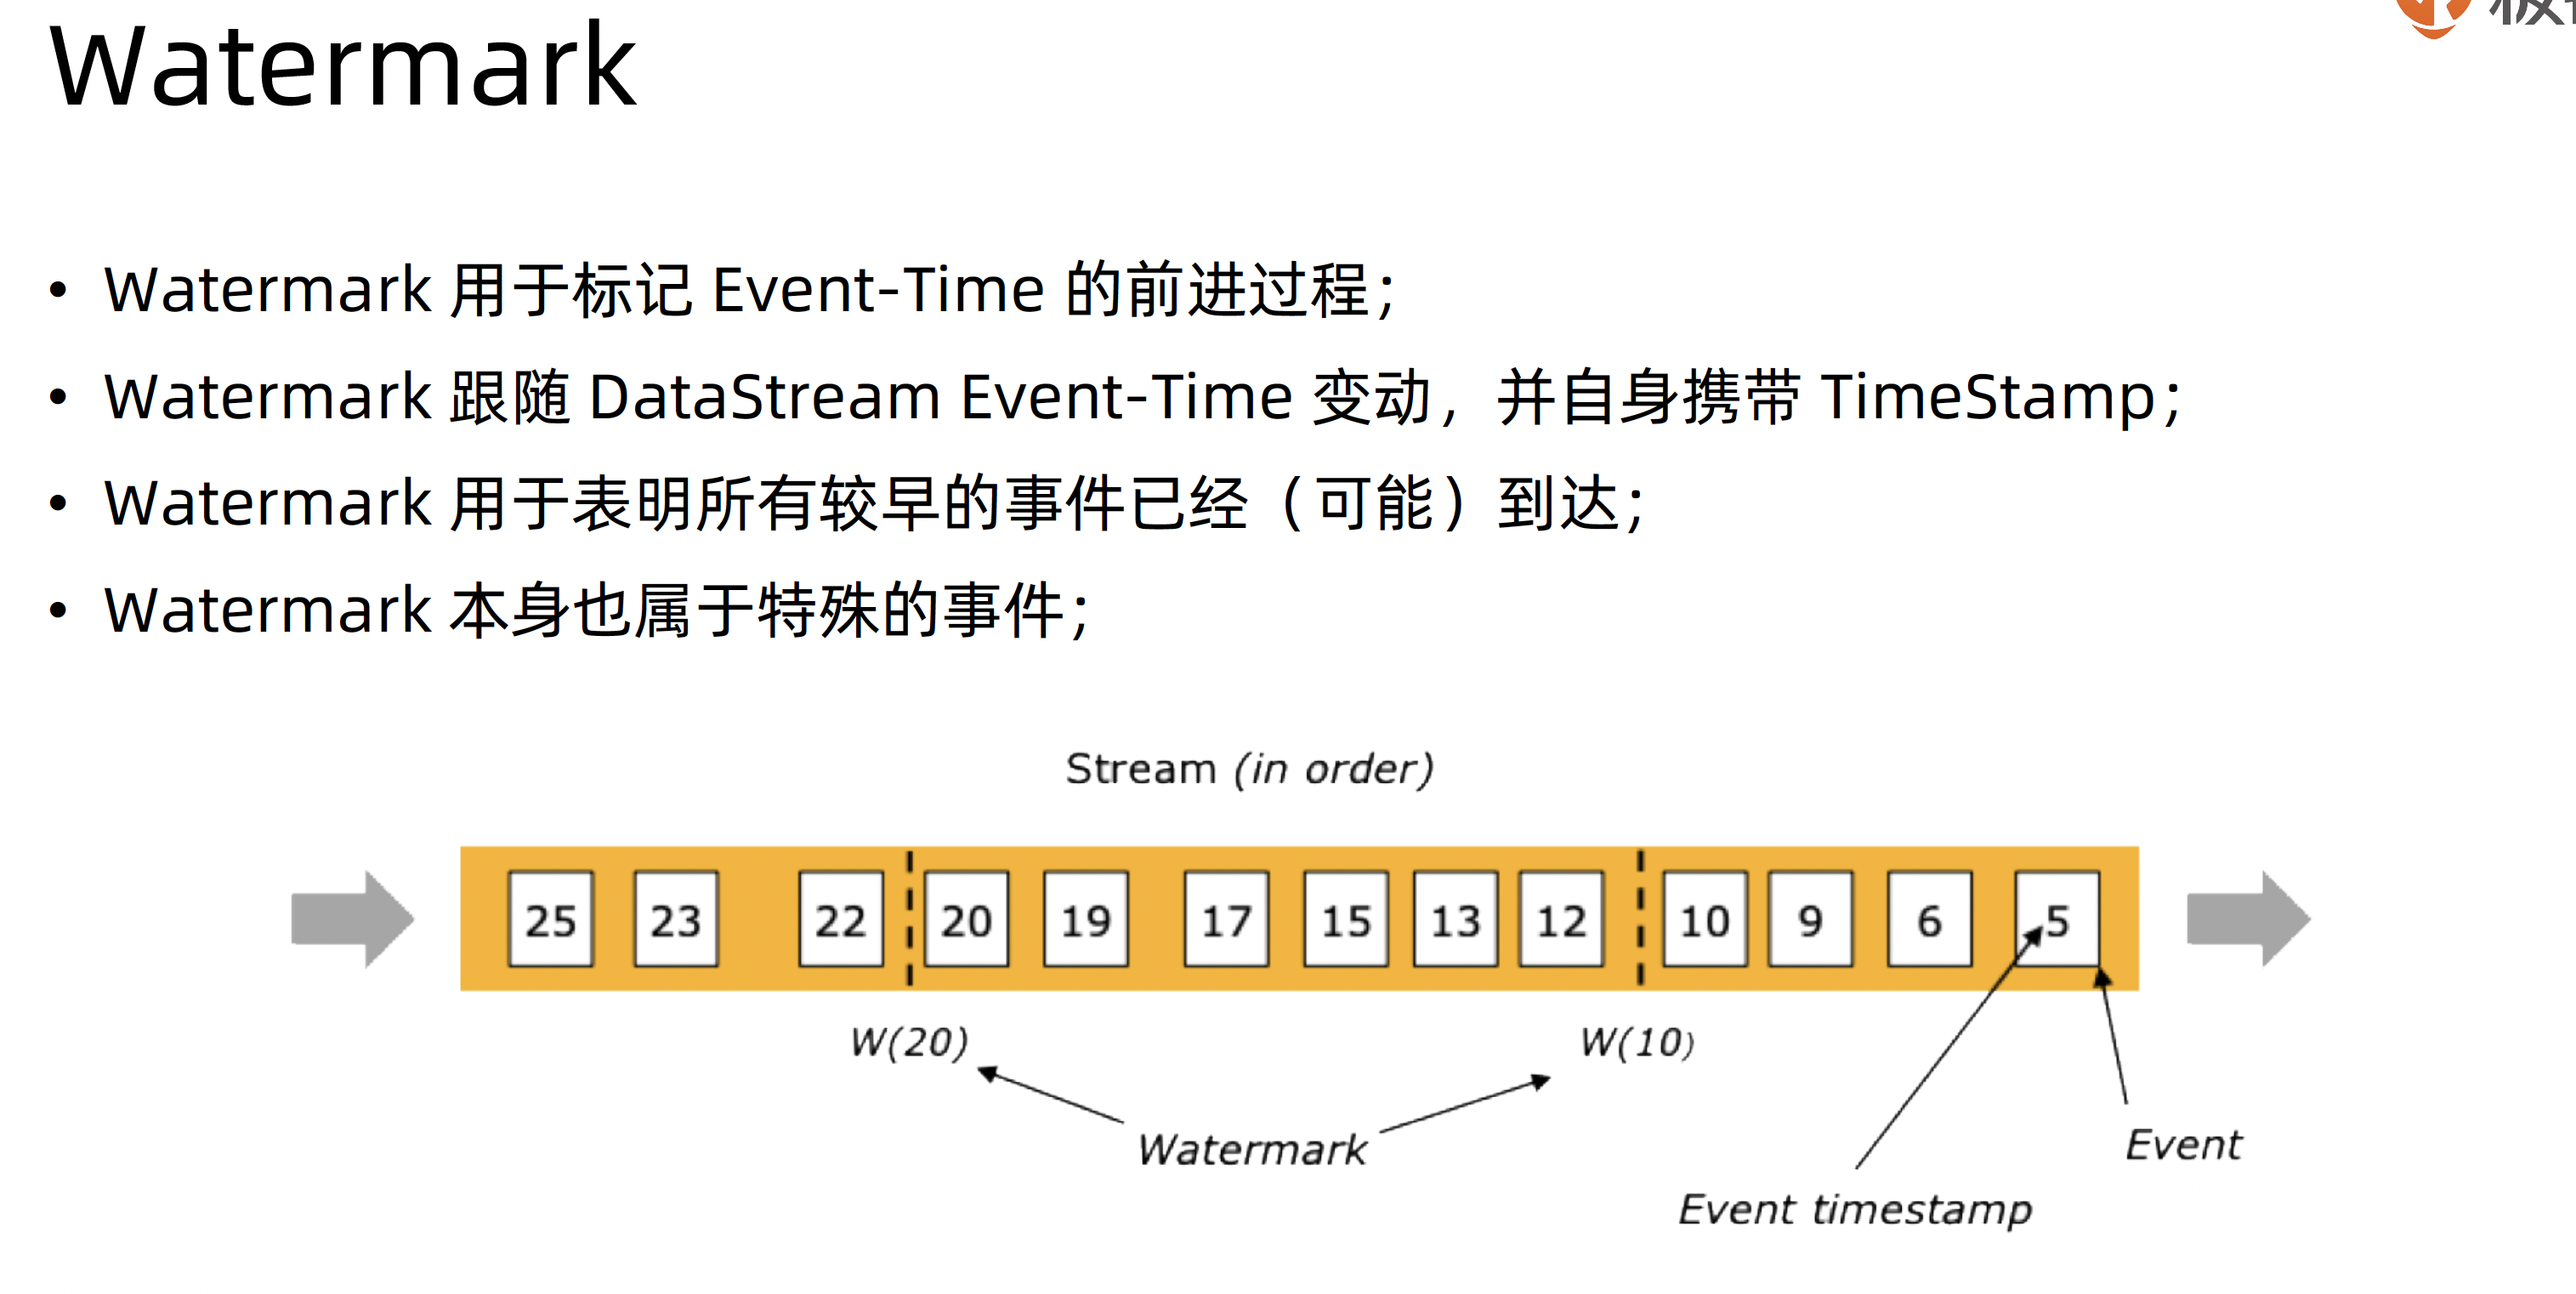 Watermark
• Watermark 用于标记 Event-Time 的前进过程；
• Watermark 跟随 DataStream Event-Time 变动，并自身携带 TimeStamp；
• Watermark 用于表明所有较早的事件已经（可能）到达；
• Watermark 本身也属于特殊的事件；
Stream (in order)
25 23 22 20 19 17 15 13 12 10 9 6 5
W(20) W(10)
Watermark
Event
Event timestamp